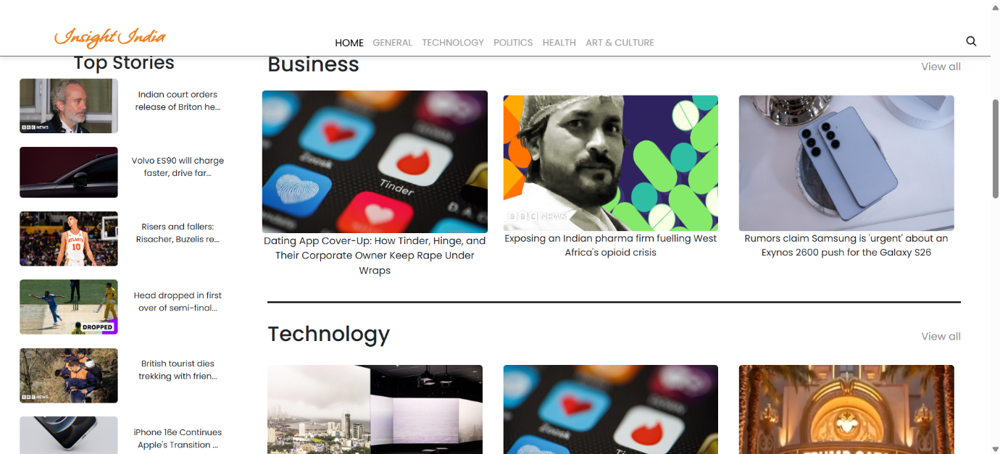 Insight India
HOME GENERAL TECHNOLOGY POLITICS HEALTH ART & CULTURE
Top Stories
Indian court orders
release of Briton he...
BBC NEWS
Volvo ES90 will charge
faster, drive far...
Risers and fallers:
Risacher, Buzelis re...
ATLANTA
10
Head dropped in first
over of semi-final...
DROPPED
British tourist dies
trekking with frien...
BBC NEWS
iPhone 16e Continues
Apple's Transition ...
Business
View all
Zoosk
Tinder
Dating App Cover-Up: How Tinder, Hinge, and
Their Corporate Owner Keep Rape Under
Wraps
BBC NEWS
Exposing an Indian pharma firm fuelling West
Africa's opioid crisis
Rumors claim Samsung is 'urgent' about an
Exynos 2600 push for the Galaxy S26
Technology
View all
Zoosk